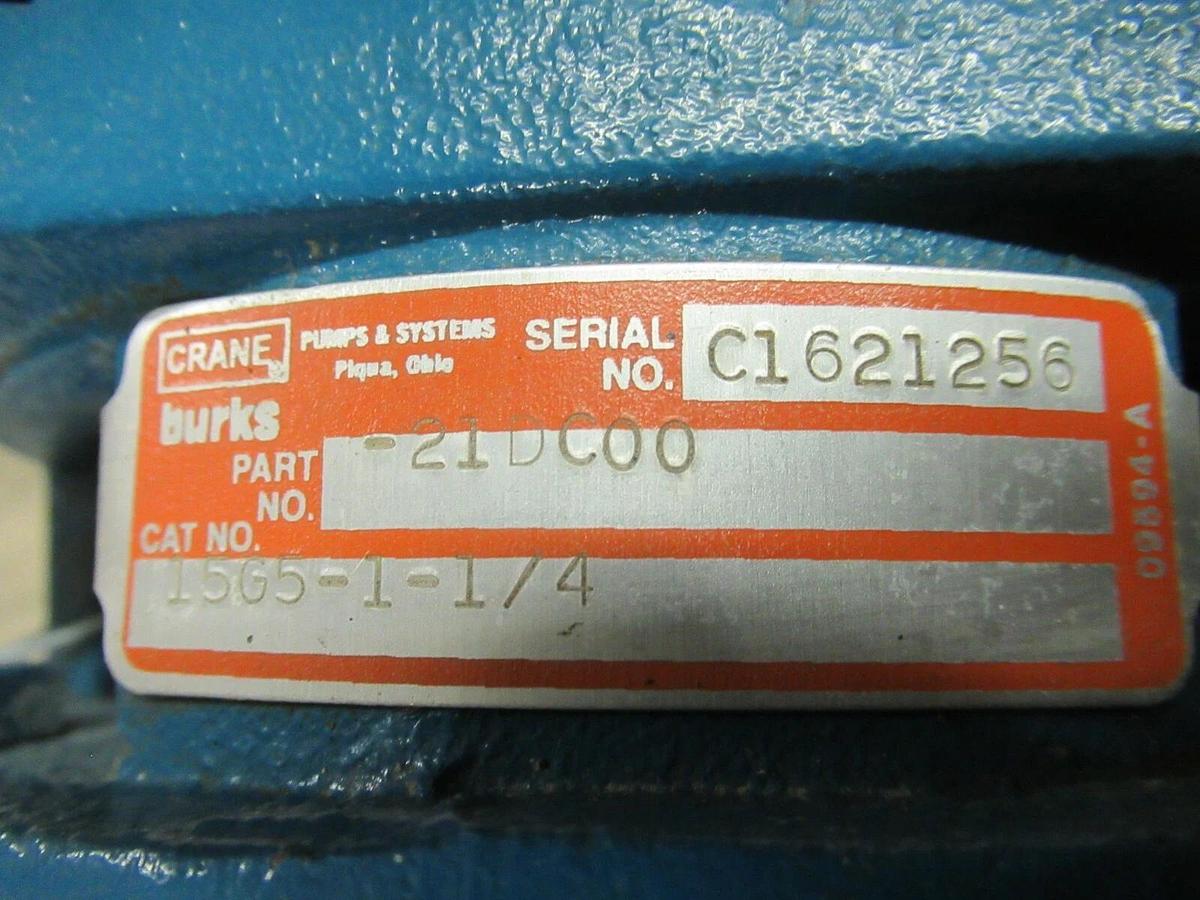 CRANE PUMPS & SYSTEMS
Piqua, Ohio
burks
SERIAL NO. C1621256
PART NO. -21DC00
CAT NO.
15G5-1-1/4
09894-A